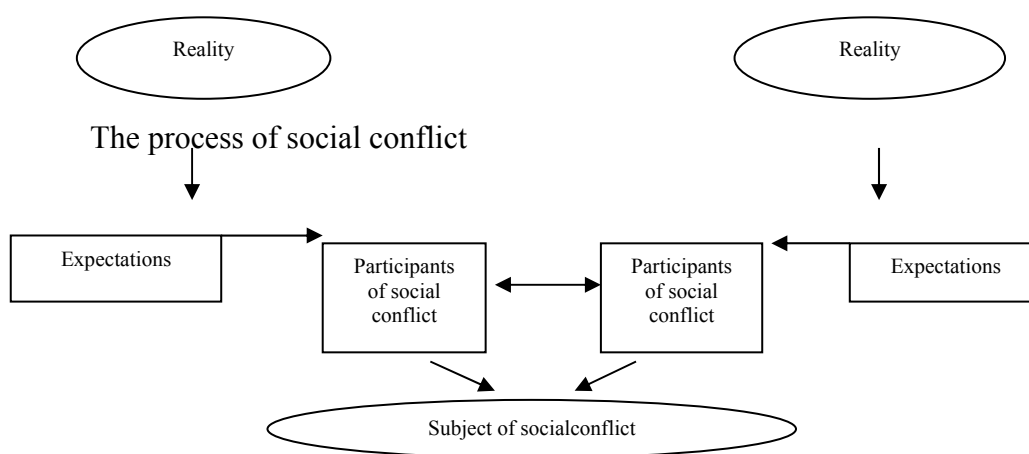 Reality
Reality
The process of social conflict
Expectations
Participants
of social
conflict
Participants
of social
conflict
Expectations
Subject of socialconflict